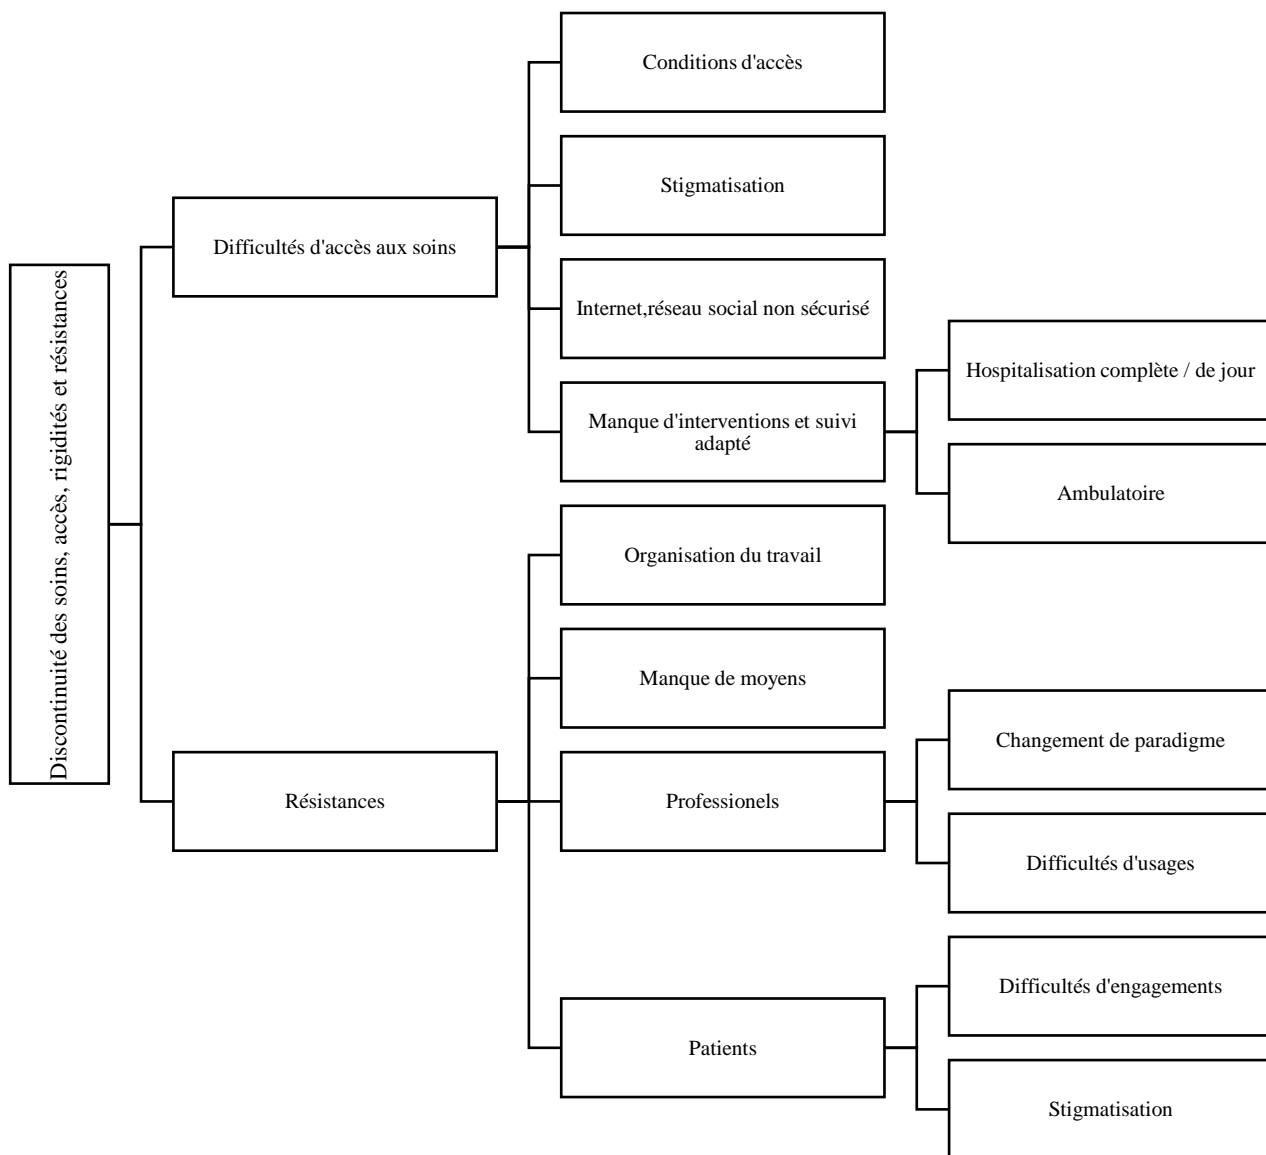 Discontinuité des soins, accès, rigidités et résistances
Difficultés d'accès aux soins
Conditions d'accès
Stigmatisation
Internet,réseau social non sécurisé
Manque d'interventions et suivi
adapté
Hospitalisation complète / de jour
Ambulatoire
Résistances
Organisation du travail
Manque de moyens
Professionels
Changement de paradigme
Difficultés d'usages
Patients
Difficultés d'engagements
Stigmatisation